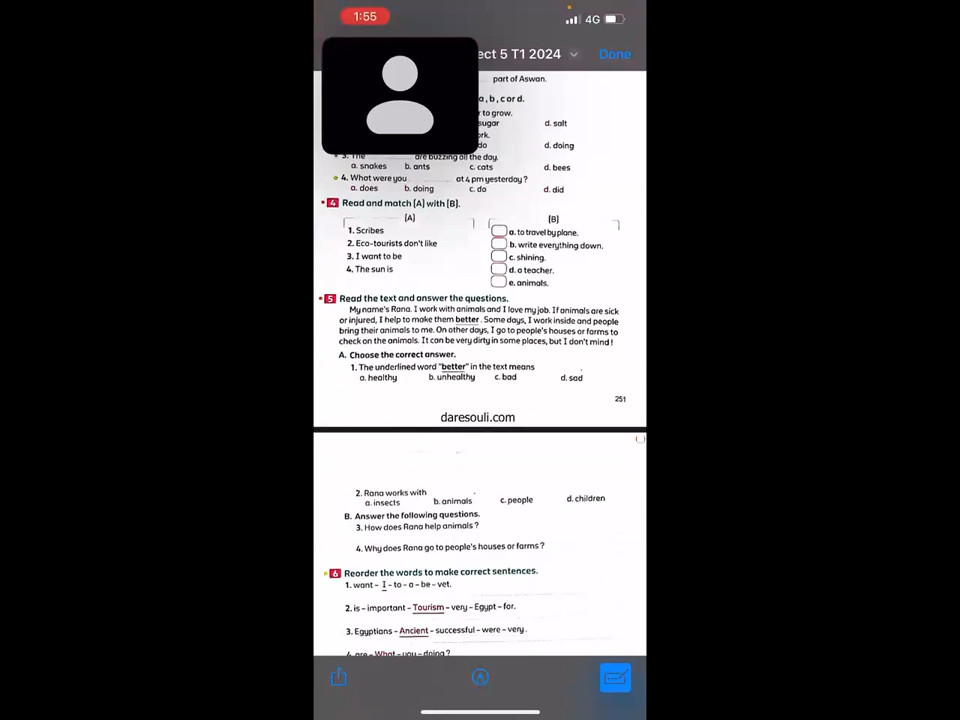 1:55
4G
ect 5 T1 2024
Done
part of Aswan.
a, b, c or d.
r to grow.
sugar d. salt
ork.
do d. doing
3. The are buzzing all the day.
a. snakes b. ants c. cats d. bees
4. What were you at 4 pm yesterday?
a. does b. doing c. do d. did
4 Read and match (A) with (B).
(A) (B)
1. Scribes a. to travel by plane.
2. Eco-tourists don't like b. write everything down.
3. I want to be c. shining.
4. The sun is d. a teacher.
e. animals.
5 Read the text and answer the questions.
My name's Rana. I work with animals and I love my job. If animals are sick
or injured, I help to make them better. Some days, I work inside and people
bring their animals to me. On other days, I go to people's houses or farms to
check on the animals. It can be very dirty in some places, but I don't mind!
A. Choose the correct answer.
1. The underlined word "better" in the text means
a. healthy b. unhealthy c. bad d. sad
251
daresouli.com
2. Rana works with
a. insects b. animals c. people d. children
B. Answer the following questions.
3. How does Rana help animals?
4. Why does Rana go to people's houses or farms?
6 Reorder the words to make correct sentences.
1. want – I – to – a – be – vet.
2. is – important – Tourism – very – Egypt – for.
3. Egyptians – Ancient – successful – were – very.
4. are – What – you – doing?